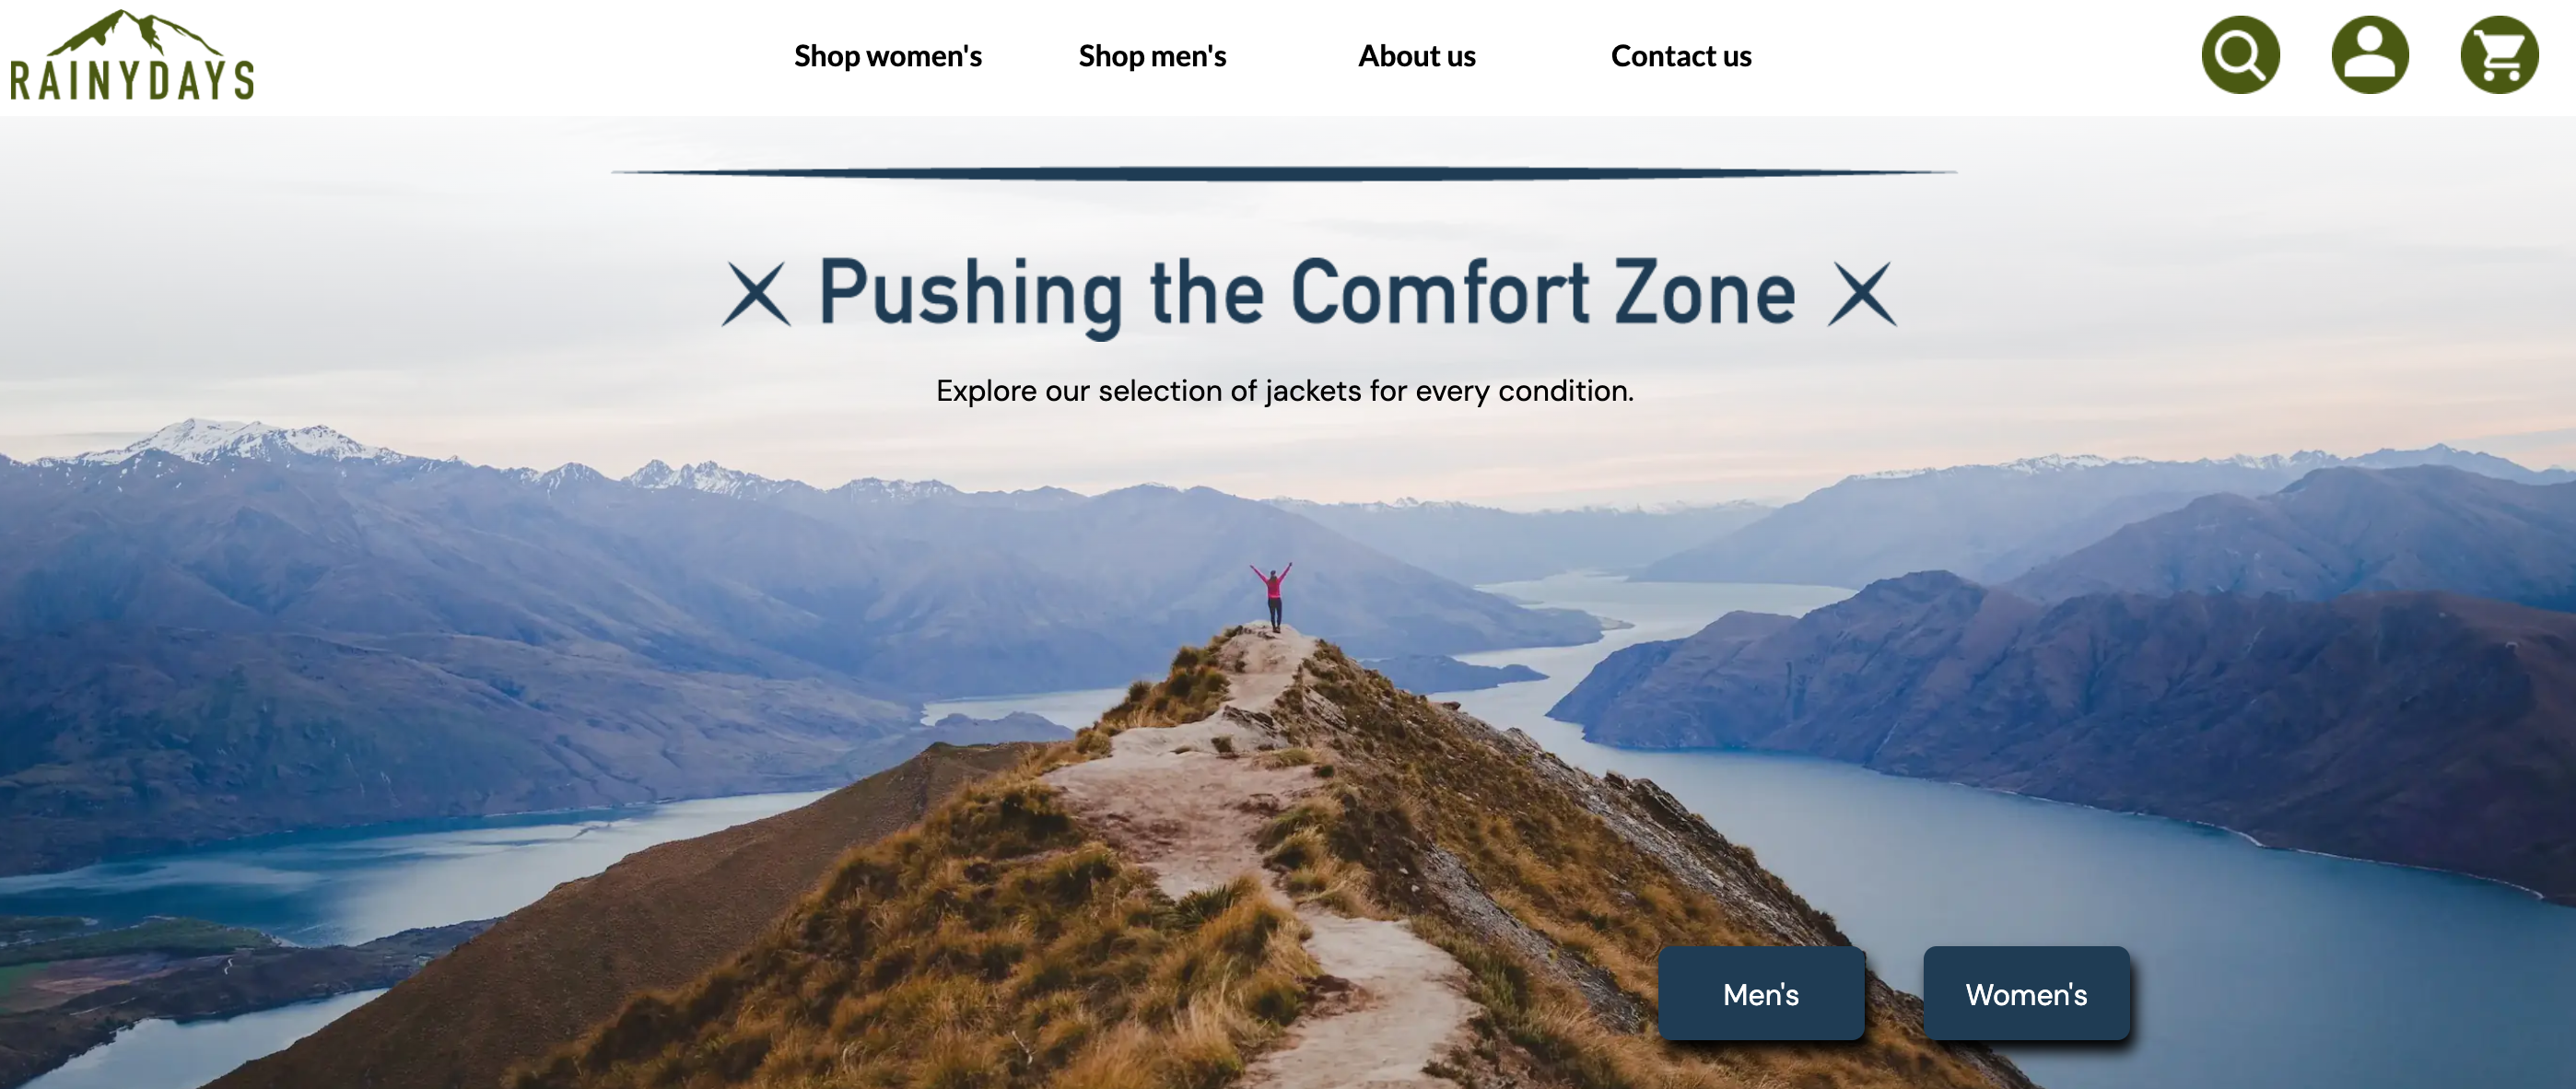 RAINYDAYS
Shop women's Shop men's About us Contact us
Pushing the Comfort Zone
Explore our selection of jackets for every condition.
Men's Women's